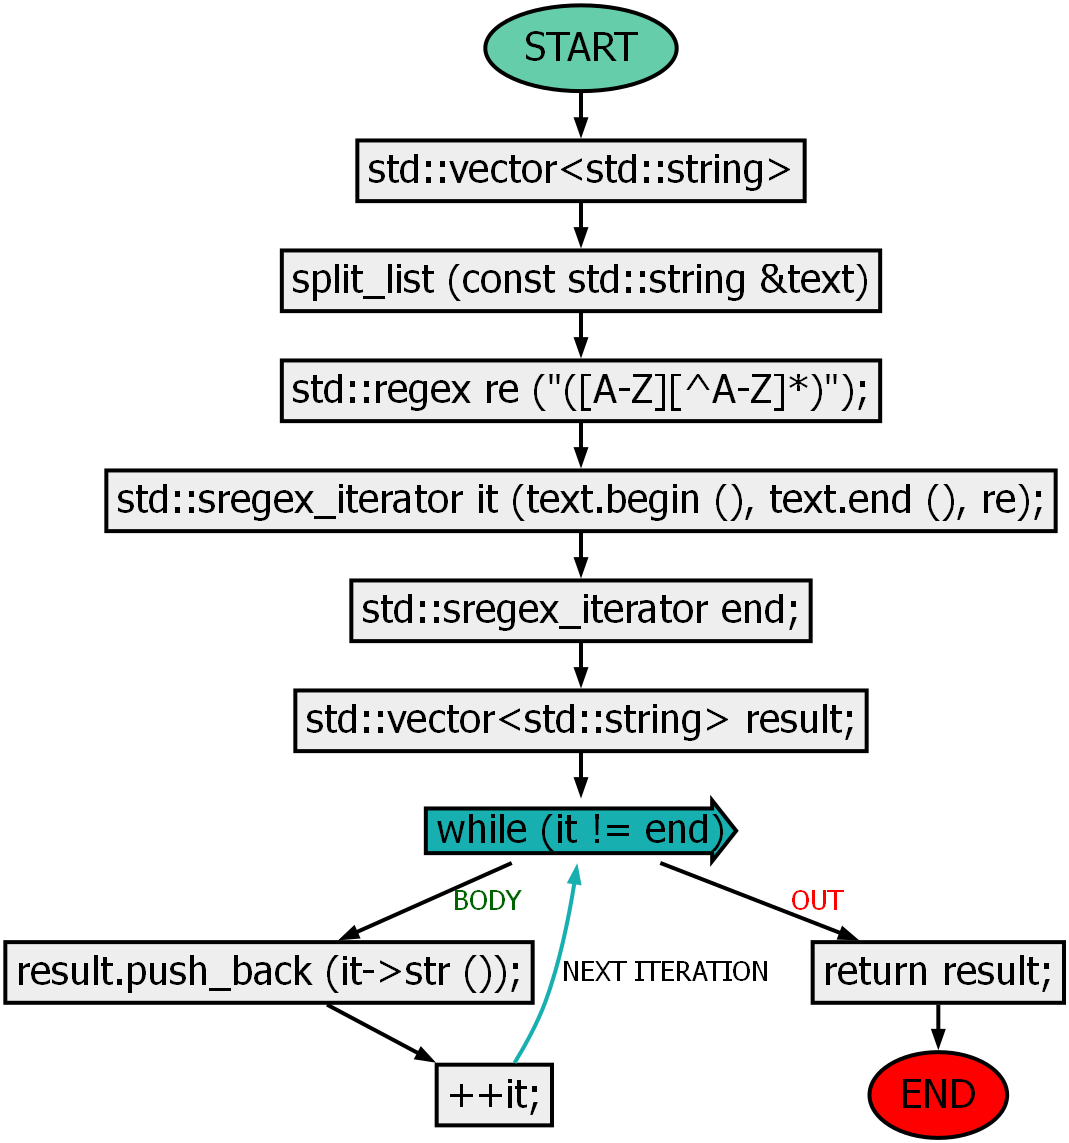 START
std::vector<std::string>
split_list (const std::string &text)
std::regex re ("([A-Z][^A-Z]*)");
std::sregex_iterator it (text.begin (), text.end (), re);
std::sregex_iterator end;
std::vector<std::string> result;
while (it != end)
BODY
OUT
result.push_back (it->str ());
NEXT ITERATION
return result;
++it;
END